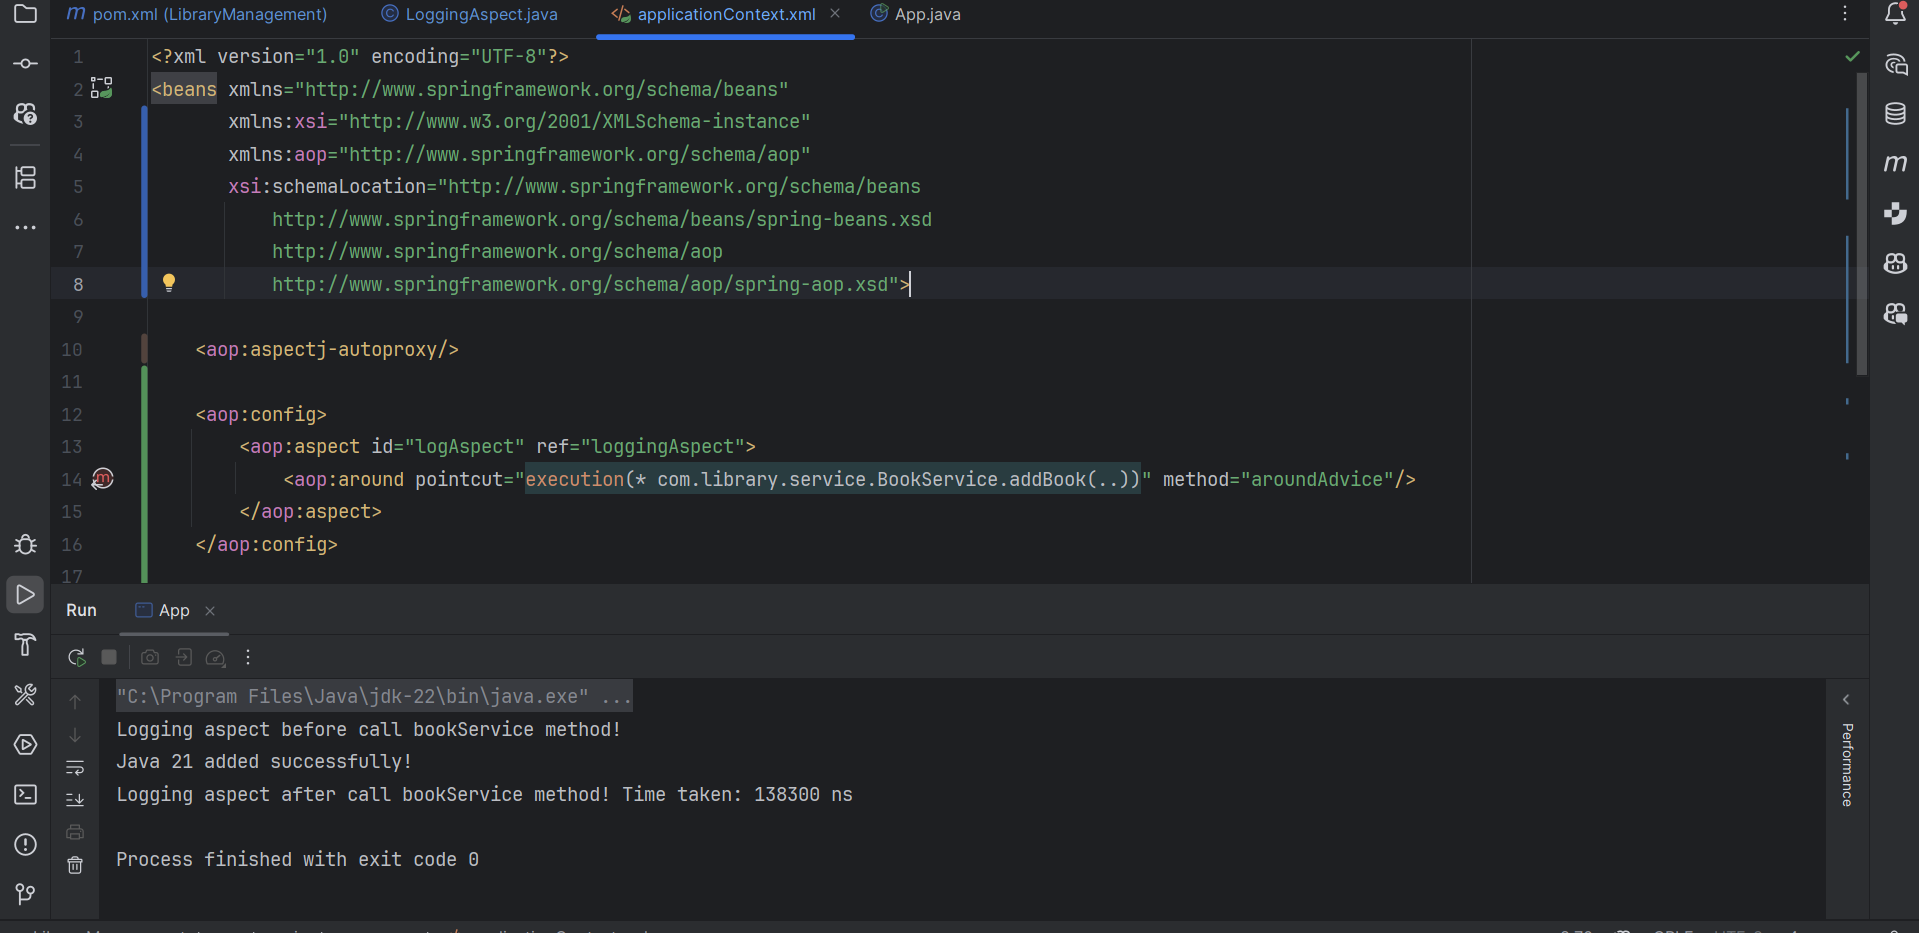 pom.xml (LibraryManagement)
LoggingAspect.java
applicationContext.xml
App.java
1 <?xml version="1.0" encoding="UTF-8"?>
2 <beans xmlns="http://www.springframework.org/schema/beans"
3 xmlns:xsi="http://www.w3.org/2001/XMLSchema-instance"
4 xmlns:aop="http://www.springframework.org/schema/aop"
5 xsi:schemaLocation="http://www.springframework.org/schema/beans
6 http://www.springframework.org/schema/beans/spring-beans.xsd
7 http://www.springframework.org/schema/aop
8 http://www.springframework.org/schema/aop/spring-aop.xsd">
9
10 <aop:aspectj-autoproxy/>
11
12 <aop:config>
13 <aop:aspect id="logAspect" ref="loggingAspect">
14 <aop:around pointcut="execution(* com.library.service.BookService.addBook(..))" method="aroundAdvice"/>
15 </aop:aspect>
16 </aop:config>
17
Run
App
"C:\Program Files\Java\jdk-22\bin\java.exe" ...
Logging aspect before call bookService method!
Java 21 added successfully!
Logging aspect after call bookService method! Time taken: 138300 ns
Process finished with exit code 0
Performance